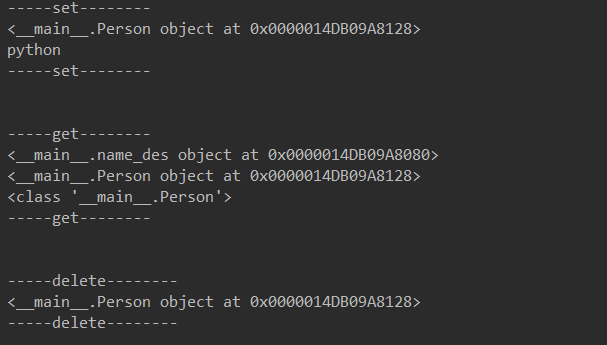 -----set--------
<__main__.Person object at 0x0000014DB09A8128>
python
-----set--------
-----get--------
<__main__.name_des object at 0x0000014DB09A8080>
<__main__.Person object at 0x0000014DB09A8128>
<class '__main__.Person'>
-----get--------
-----delete--------
<__main__.Person object at 0x0000014DB09A8128>
-----delete--------